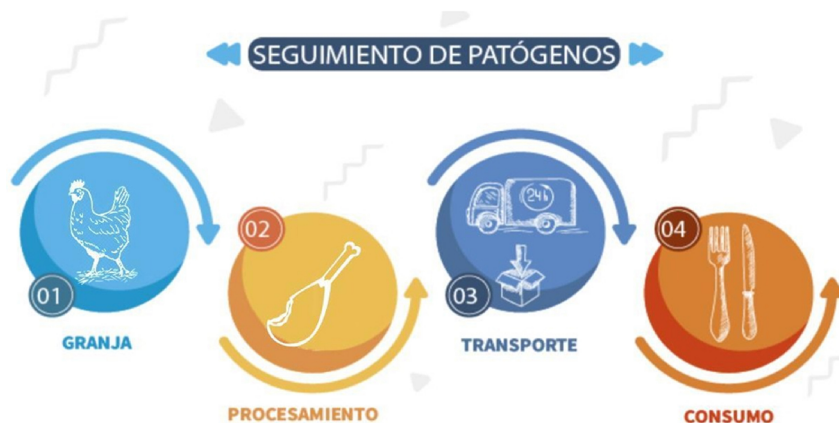 SEGUIMIENTO DE PATÓGENOS
01
GRANJA
02
PROCESAMIENTO
24h
03
TRANSPORTE
04
CONSUMO